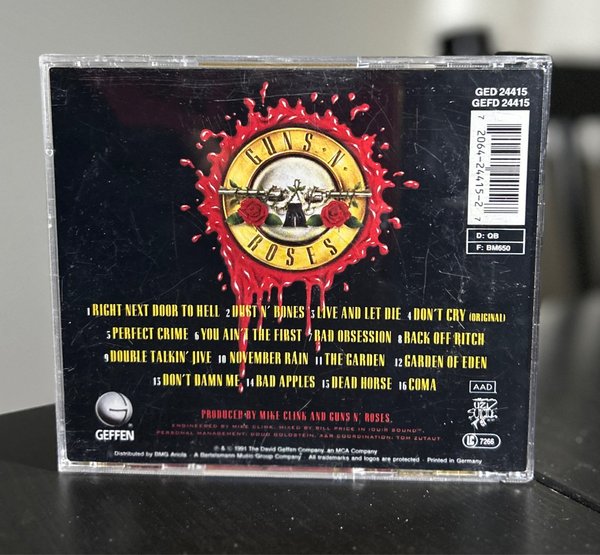 GED 24415
GEFD 24415
7 2064-24415-2 7
D: QB
F: BM650
GUNS N' ROSES
1 RIGHT NEXT DOOR TO HELL 2 DUST N' BONES 3 LIVE AND LET DIE 4 DON'T CRY (ORIGINAL)
5 PERFECT CRIME 6 YOU AIN'T THE FIRST 7 BAD OBSESSION 8 BACK OFF BITCH
9 DOUBLE TALKIN' JIVE 10 NOVEMBER RAIN 11 THE GARDEN 12 GARDEN OF EDEN
13 DON'T DAMN ME 14 BAD APPLES 15 DEAD HORSE 16 COMA
AAD
PRODUCED BY MIKE CLINK AND GUNS N' ROSES.
ENGINEERED BY MIKE CLINK. MIXED BY BILL PRICE IN (OUR SOUND™.
PERSONAL MANAGEMENT: DOUG GOLDSTEIN. A&R COORDINATION: TOM ZUTAUT
GEFFEN
LC 7266
℗ & © 1991 The David Geffen Company, an MCA Company
Distributed by BMG Ariola - A Bertelsmann Music Group Company All trademarks and logos are protected - Printed in Germany